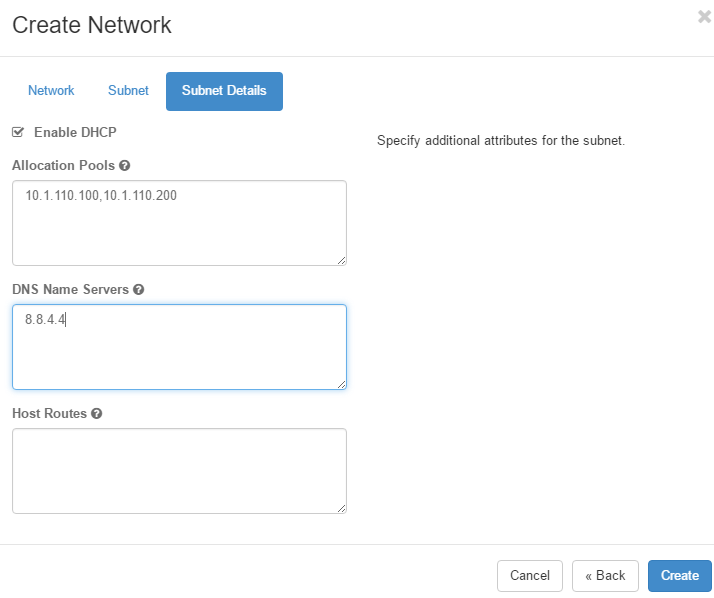 Create Network
×
Network Subnet Subnet Details
Enable DHCP
Specify additional attributes for the subnet.
Allocation Pools
10.1.110.100,10.1.110.200
DNS Name Servers
8.8.4.4
Host Routes
Cancel « Back Create